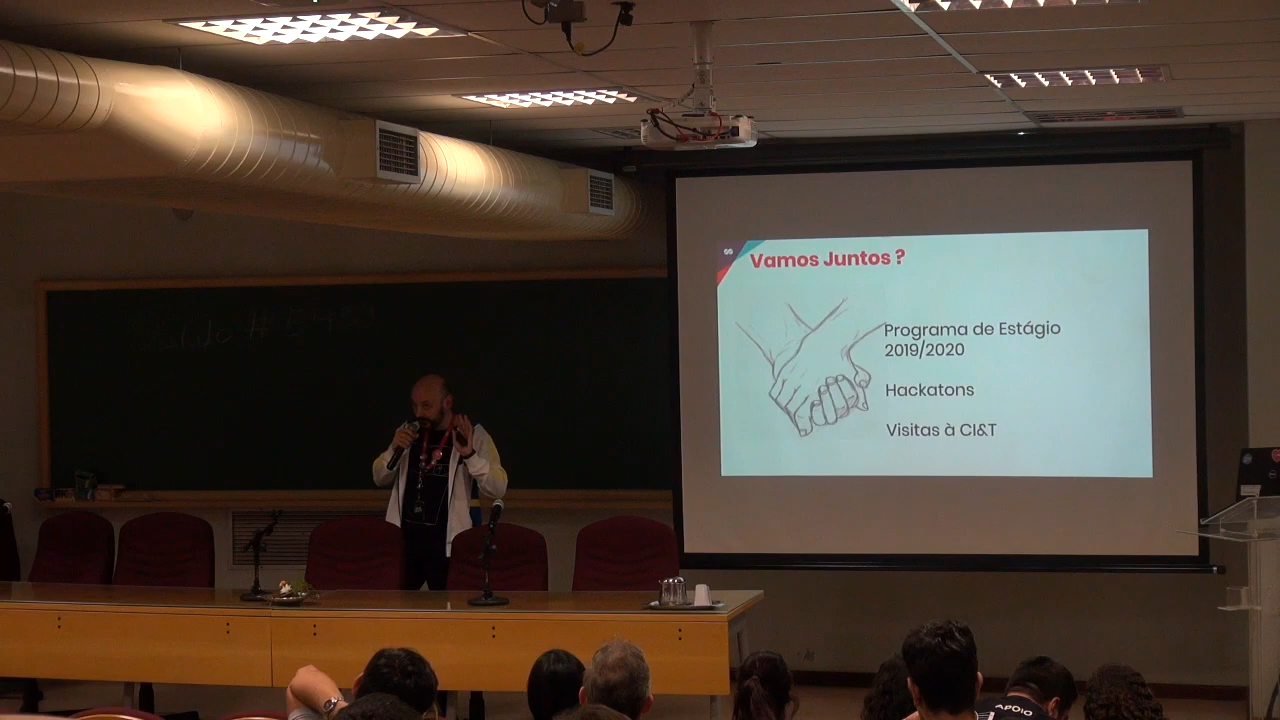 Vamos Juntos ?
Programa de Estágio
2019/2020
Hackatons
Visitas à CI&T
APOIO